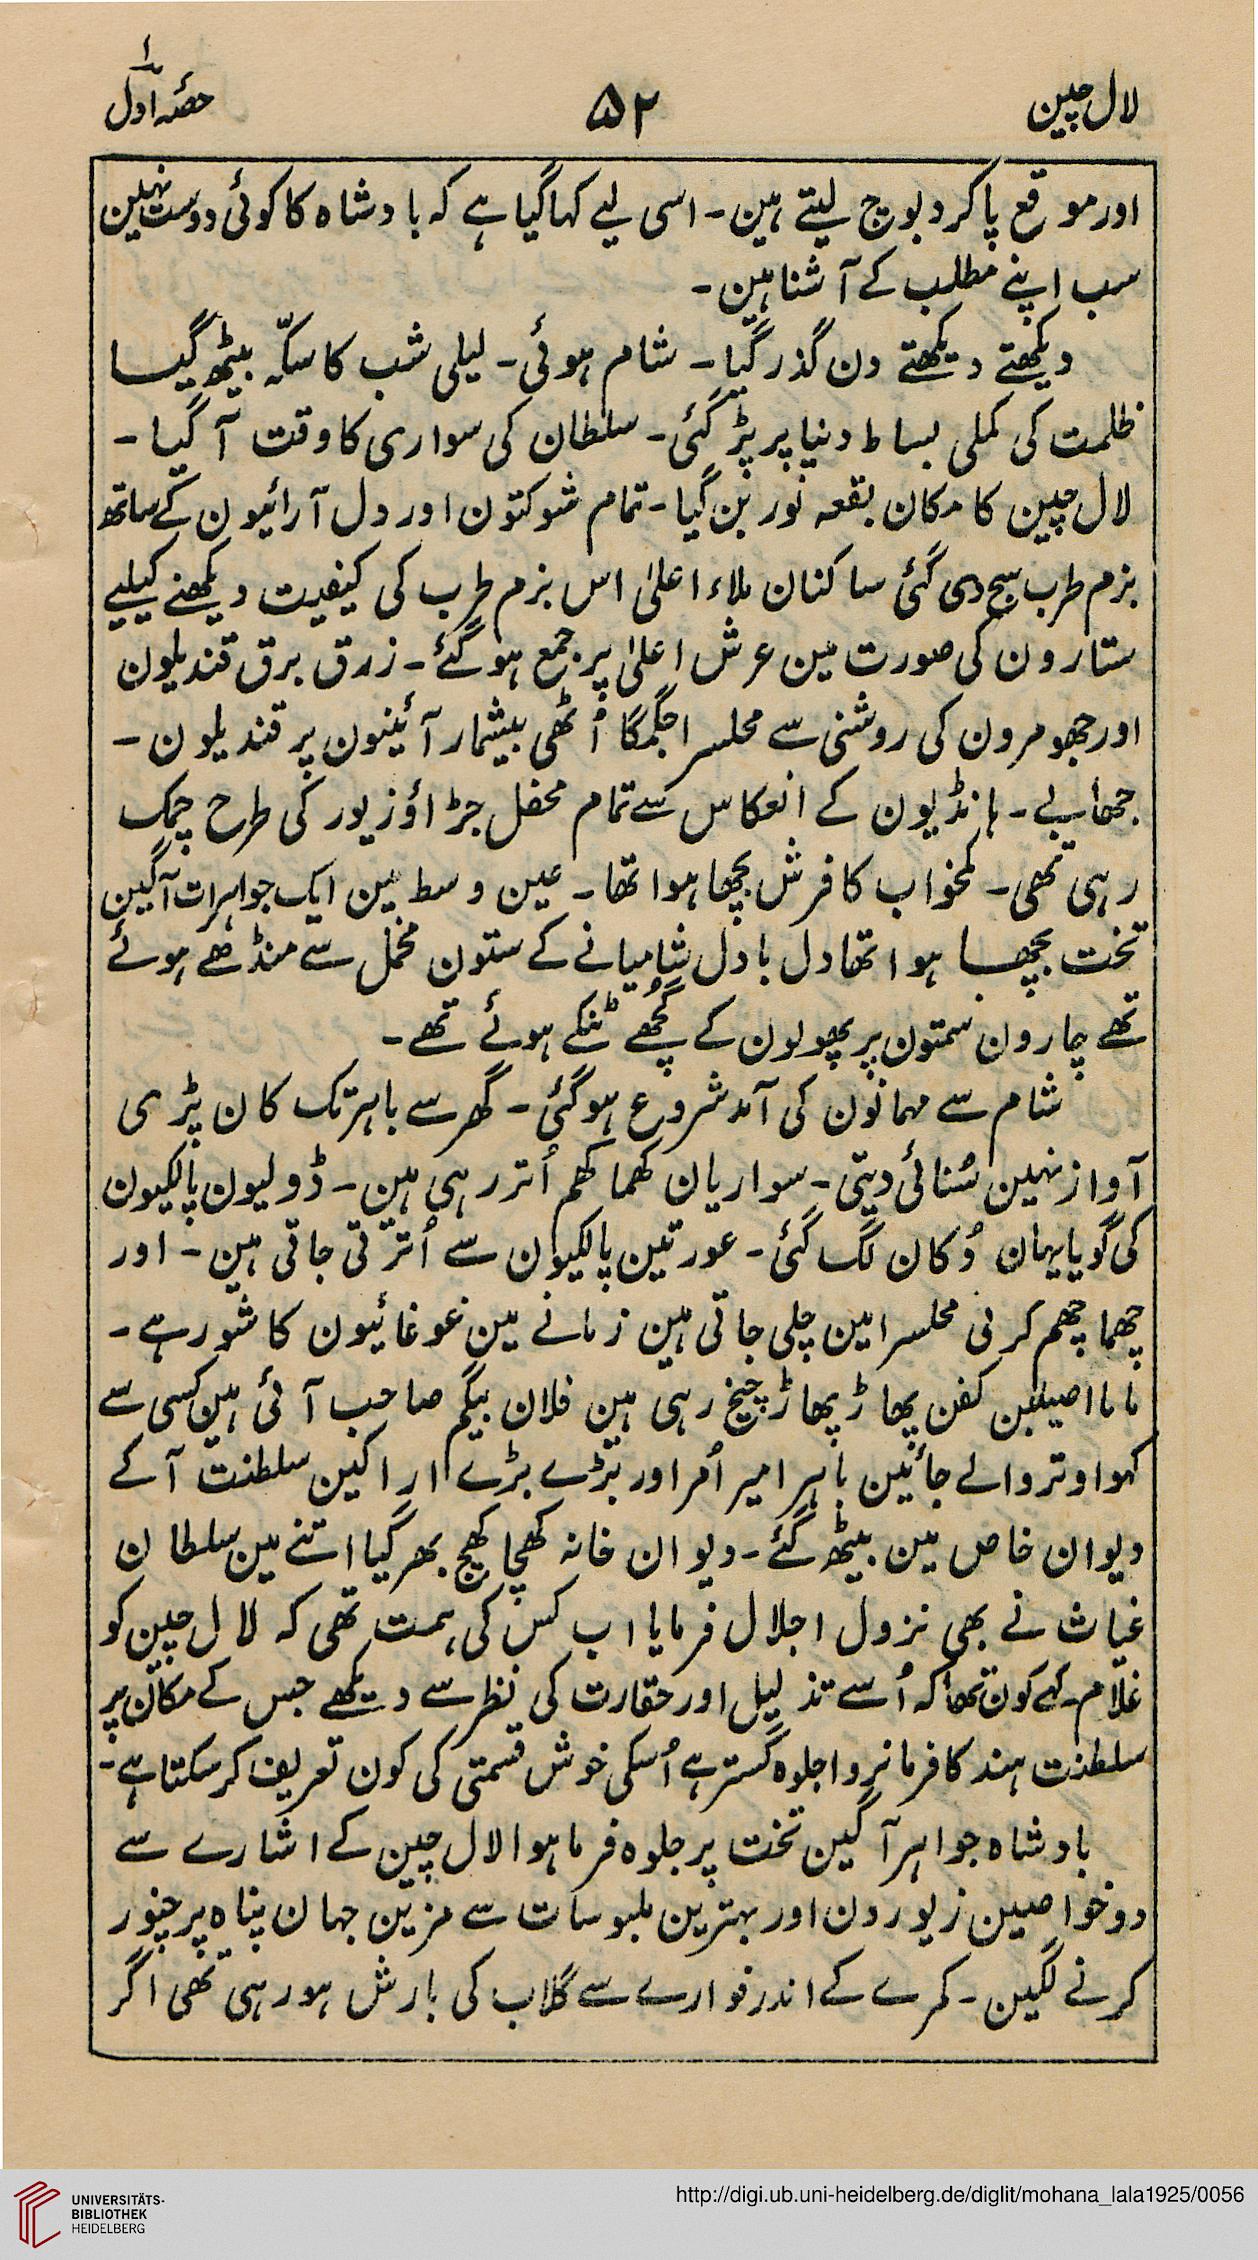 لال چین
۵۲
حصّہ اوّل
اور موقع پاکر دبوچ لیتے ہین۔ اسی لیے کہا گیا ہے کہ بادشاہ کا کوئی دوست نہین
سب اپنے مطلب کے آشنا ہین۔
دیکھتے دیکھتے دن گذر گیا۔ شام ہوئی۔ لیلی شب کا سکّہ بیٹھ گیا
ظلمت کی کملی بساط دنیا پر پڑ گئی۔ سلطان کی سواری کا وقت آگیا۔
لال چین کا مکان بقعہ نور بن گیا۔ تمام شوکتون اور دل آرائیون کے ساتھ
بزم طرب سج دی گئی ساکنان ملاء اعلیٰ اس بزم طرب کی کیفیت دیکھنے کیلیے
ستارون کی صورت مین عرش اعلیٰ پر جمع ہوگئے۔ زرق برق قندیلون
اور جھومرون کی روشنی سے محلسرا جگمگا اُٹھی بیشمار آئینون پر قندیلون۔
جھابے۔ ہانڈیون کے انعکاس سے تمام محفل جڑاؤ زیور کی طرح چمک
رہی تھی۔ کمخواب کا فرش بچھا ہوا تھا۔ عین وسط مین ایک جواہرات آگین
تخت بچھا ہوا تھا دل بادل شامیانے کے ستون مخمل سے منڈھے ہوئے
تھے چارون سمتون پر پھولون کے گچھے ٹنکے ہوئے تھے۔
شام سے مہمانون کی آمد شروع ہوگئی۔ گھر سے باہر تک کان پڑی
آواز نہین سُنائی دیتی۔ سواریان کھما کھم اُتر رہی ہین۔ ڈولیون پالکیون
کی گویا یہان دُکان لگ گئی۔ عورتین پالکیون سے اُترتی جاتی ہین۔ اور
چھما چھم کرتی محلسرا مین چلی جاتی ہین زمانے مین غوغائیون کا شور ہے۔
ماما اصیلین کفن پھاڑ پھاڑ چیخ رہی ہین فلان بیگم صاحب آئی ہین کسی سے
کہوا وتروالے جائین باہر امیر اُمرا اور بڑے بڑے اراکین سلطنت آکے
دیوان خاص مین بیٹھ گئے۔ دیوان خانہ کھچا کھچ بھر گیا اتنے مین سلطان
غیاث نے بھی نزول اجلال فرمایا اب کس کی ہمت تھی کہ لال چین کو
غلام کہے کون تھا کہ اُسے تذلیل اور حقارت کی نظر سے دیکھے جس کے مکان پر
سلطنت ہند کا فرمانروا جلوہ گستر ہے اُسکی خوش قسمتی کی کون تعریف کر سکتا ہے۔
بادشاہ جواہر آگین تخت پر جلوہ فرما ہوا لال چین کے اشارے سے
دو خواصین زیورون اور بہترین ملبوسات سے مزین جہان پناہ پر چنور
کرنے لگین۔ کمرے کے اندر فوارے سے گلاب کی بارش ہورہی تھی اگر
UNIVERSITÄTS-
BIBLIOTHEK
HEIDELBERG
http://digi.ub.uni-heidelberg.de/diglit/mohana_lala1925/0056